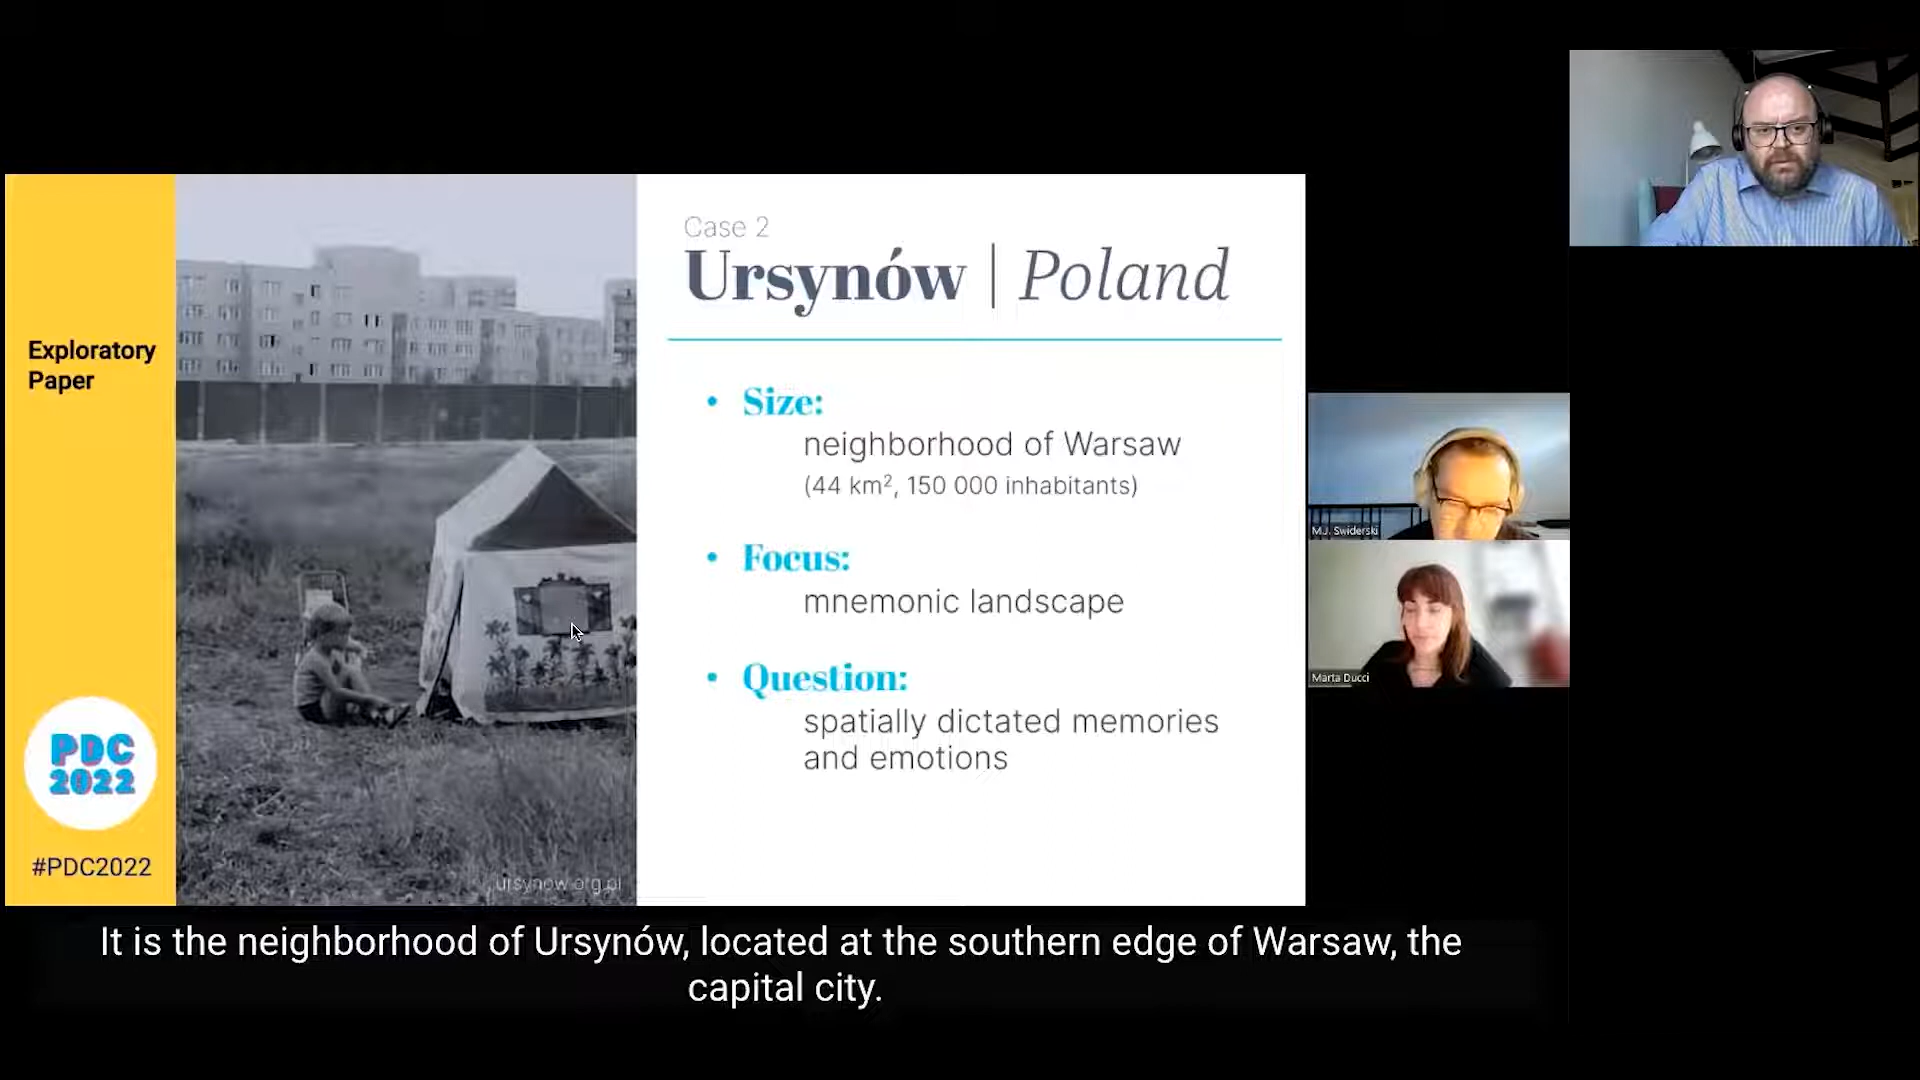 Exploratory
Paper
PDC
2022
#PDC2022
ursynow.org.pl
Case 2
Ursynów | Poland
• Size:
neighborhood of Warsaw
(44 km², 150 000 inhabitants)
• Focus:
mnemonic landscape
• Question:
spatially dictated memories
and emotions
M.J. Swiderski
Marta Ducci
It is the neighborhood of Ursynów, located at the southern edge of Warsaw, the
capital city.